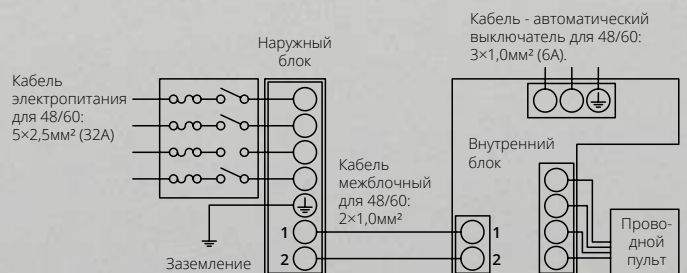 Кабель - автоматический
выключатель для 48/60:
3×1,0мм² (6А).
Наружный
блок
Кабель
электропитания
для 48/60:
5×2,5мм² (32А)
Внутренний
блок
Кабель
межблочный
для 48/60:
2×1,0мм²
Прово-
дной
пульт
1
1
2
2
Заземление